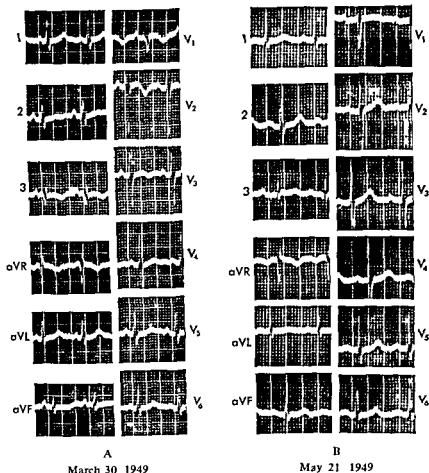 1 V1
2 V2
3 V3
aVR V4
aVL V5
aVF V6
A
March 30 1949
1 V1
2 V2
3 V3
aVR V4
aVL V5
aVF V6
B
May 21 1949